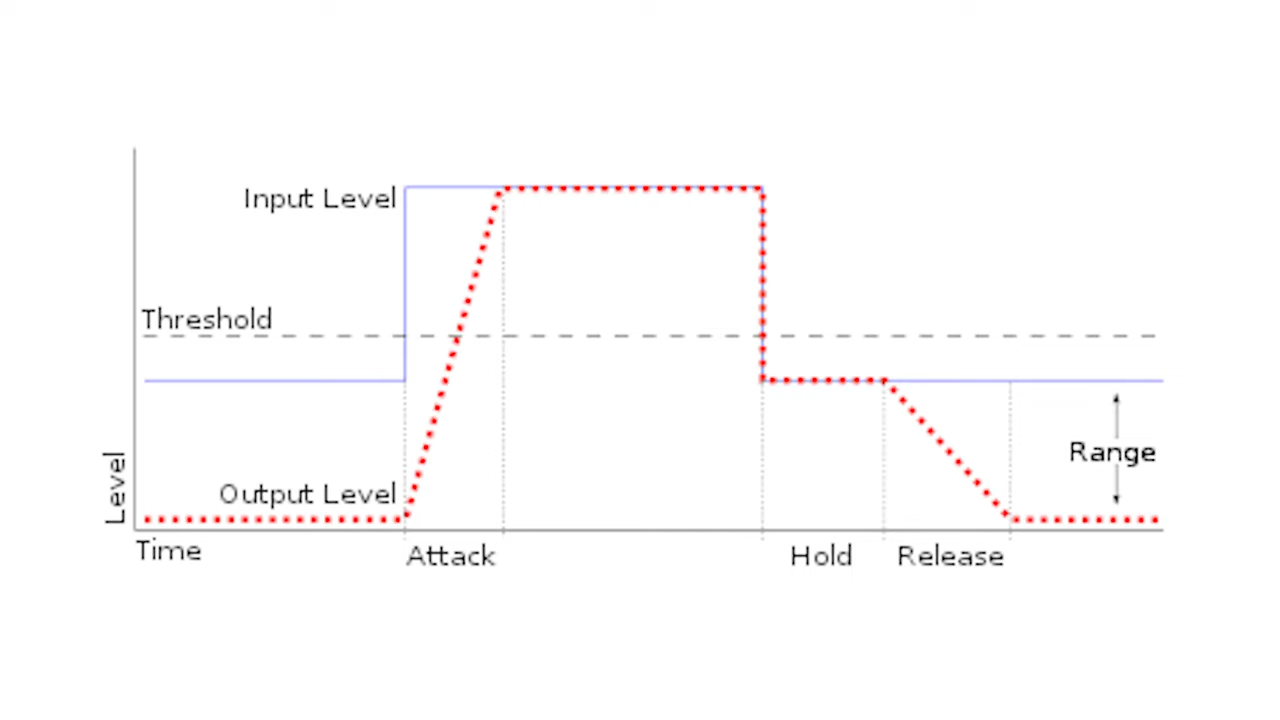 Input Level
Threshold
Level
Range
Output Level
Time
Attack
Hold
Release